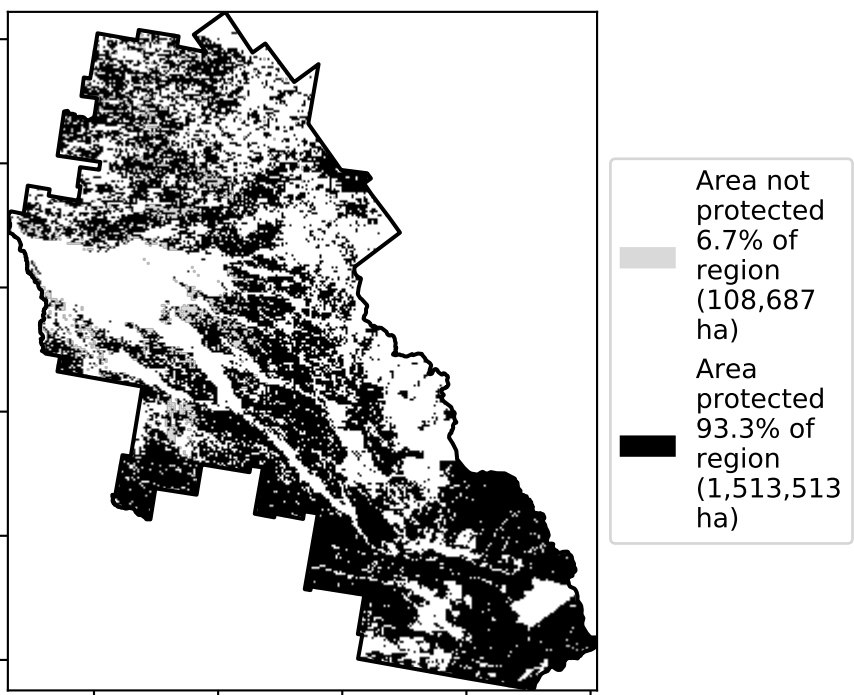 Area not
protected
6.7% of
region
(108,687
ha)
Area
protected
93.3% of
region
(1,513,513
ha)